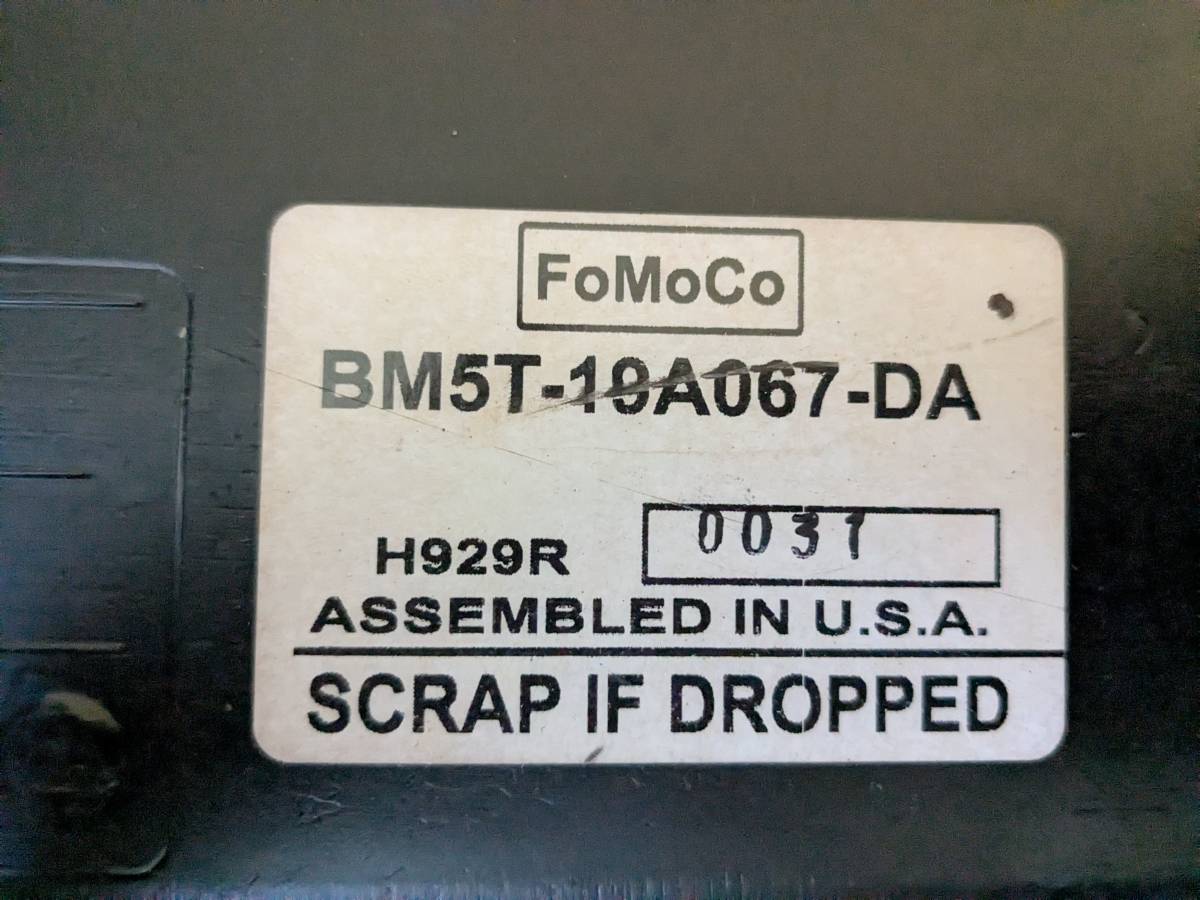 FoMoCo
BM5T-19A067-DA
H929R 0031
ASSEMBLED IN U.S.A.
SCRAP IF DROPPED